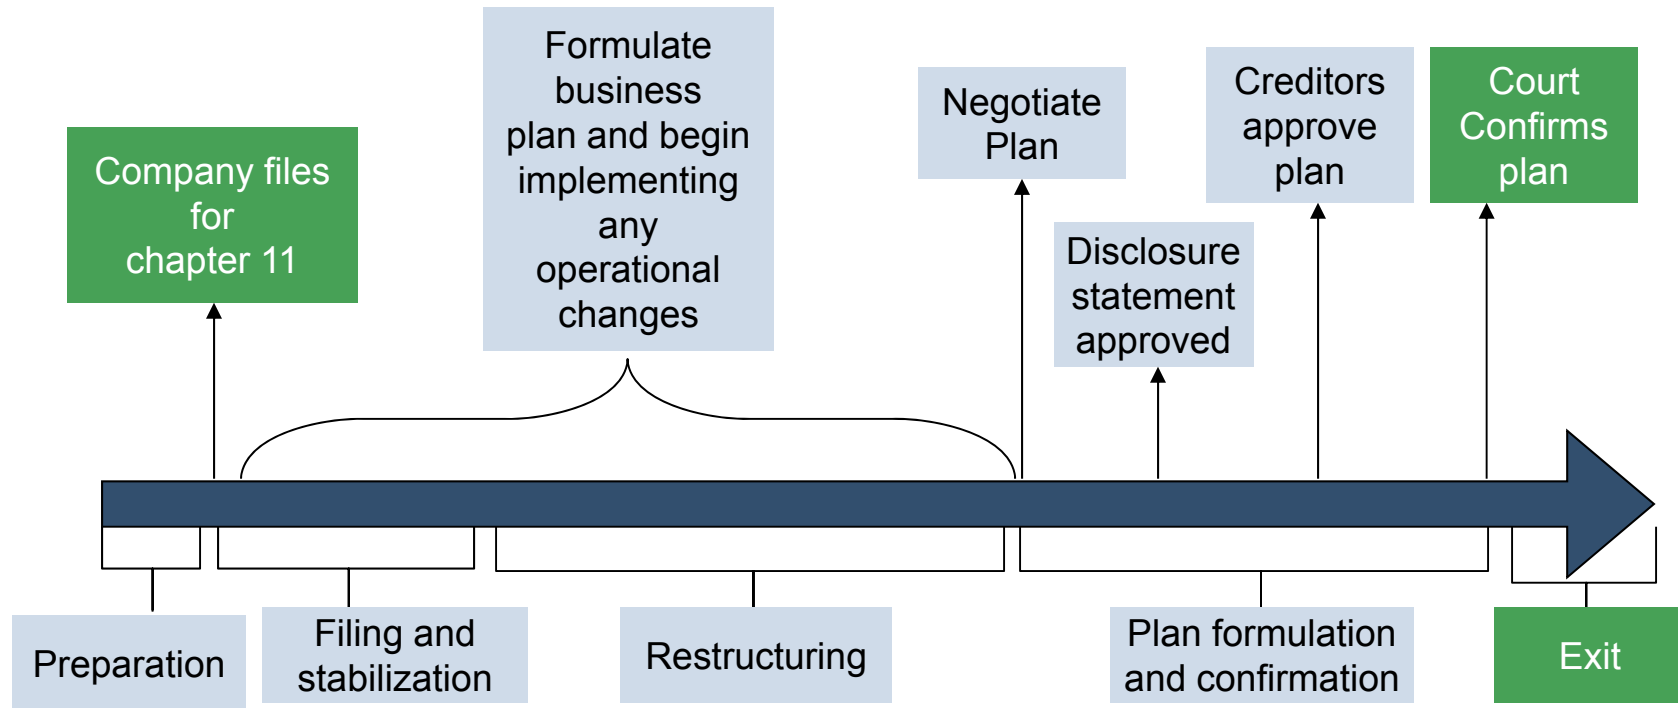 Company files
for
chapter 11
Formulate
business
plan and begin
implementing
any
operational
changes
Negotiate
Plan
Disclosure
statement
approved
Creditors
approve
plan
Court
Confirms
plan
Preparation
Filing and
stabilization
Restructuring
Plan formulation
and confirmation
Exit